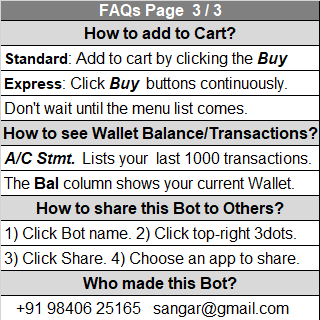 FAQs Page 3 / 3
How to add to Cart?
Standard: Add to cart by clicking the Buy
Express: Click Buy buttons continuously.
Don't wait until the menu list comes.
How to see Wallet Balance/Transactions?
A/C Stmt. Lists your last 1000 transactions.
The Bal column shows your current Wallet.
How to share this Bot to Others?
1) Click Bot name. 2) Click top-right 3dots.
3) Click Share. 4) Choose an app to share.
Who made this Bot?
+91 98406 25165 sangar@gmail.com